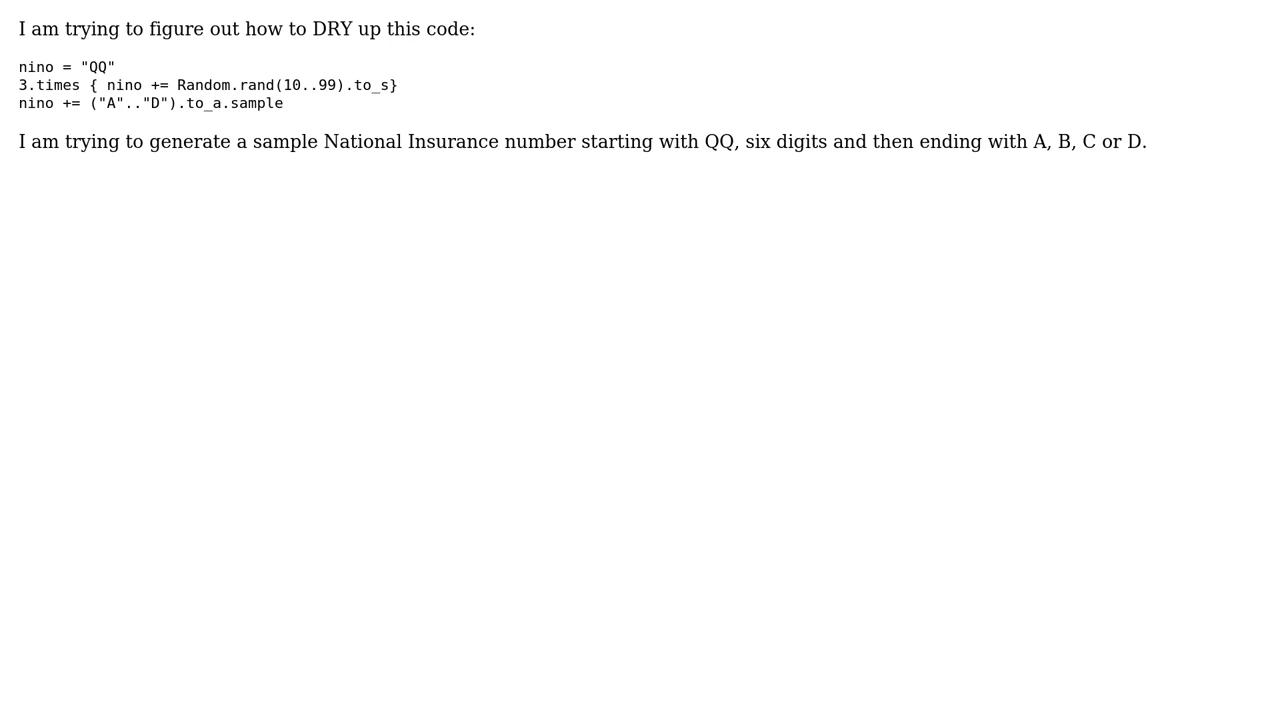 I am trying to figure out how to DRY up this code:
nino = "QQ"
3.times { nino += Random.rand(10..99).to_s}
nino += ("A".."D").to_a.sample
I am trying to generate a sample National Insurance number starting with QQ, six digits and then ending with A, B, C or D.